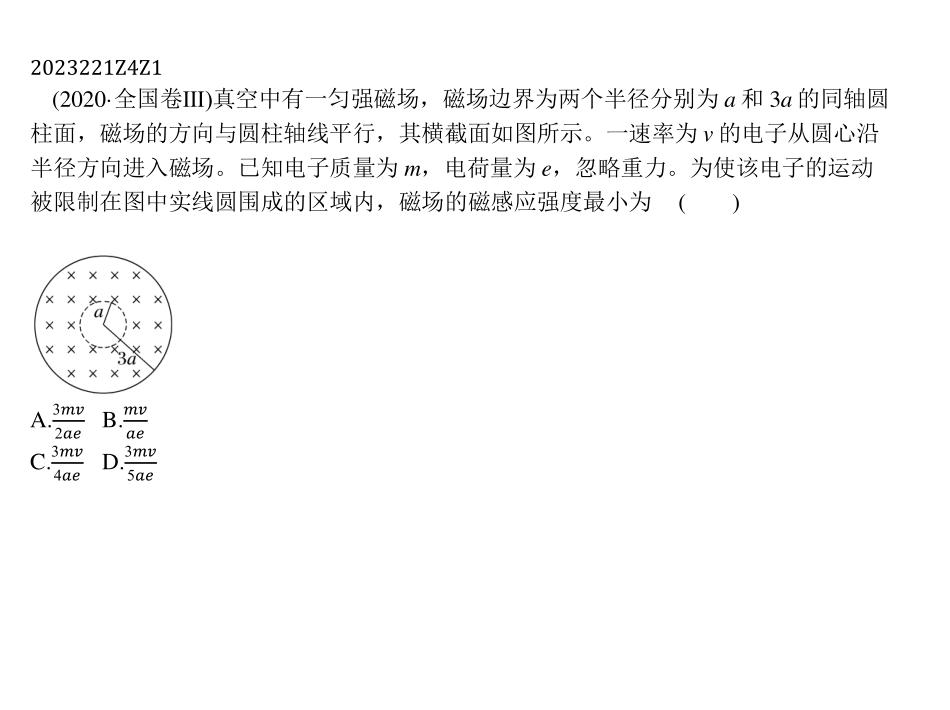 2023221Z4Z1
(2020·全国卷Ⅲ)真空中有一匀强磁场，磁场边界为两个半径分别为 a 和 3a 的同轴圆
柱面，磁场的方向与圆柱轴线平行，其横截面如图所示。一速率为 v 的电子从圆心沿
半径方向进入磁场。已知电子质量为 m，电荷量为 e，忽略重力。为使该电子的运动
被限制在图中实线圆围成的区域内，磁场的磁感应强度最小为 (  )
a
3a
A.3mv/2ae B.mv/ae
C.3mv/4ae D.3mv/5ae